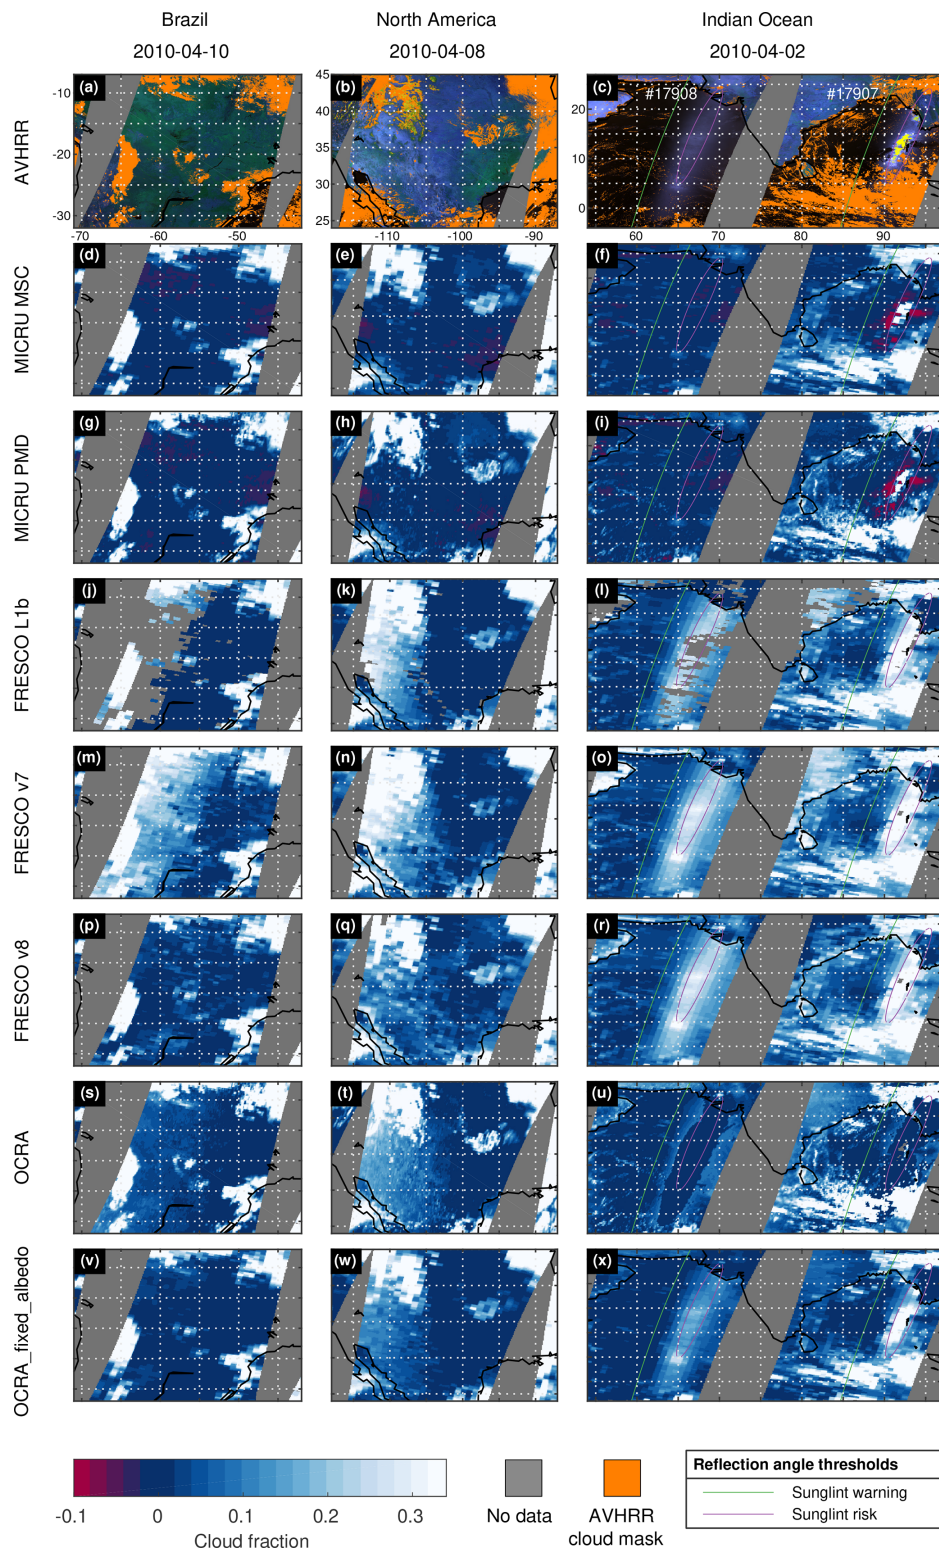 Brazil North America Indian Ocean
2010-04-10 2010-04-08 2010-04-02
AVHRR
(a) (b) (c)
#17908 #17907
-10
-20
-30
-70 -60 -50
45
40
35
30
25
-110 -100 -90
20
10
0
60 70 80 90
MICRU MSC
(d) (e) (f)
MICRU PMD
(g) (h) (i)
FRESCO L1b
(j) (k) (l)
FRESCO v7
(m) (n) (o)
FRESCO v8
(p) (q) (r)
OCRA
(s) (t) (u)
OCRA_fixed_albedo
(v) (w) (x)
-0.1 0 0.1 0.2 0.3
Cloud fraction
No data
AVHRR
cloud mask
Reflection angle thresholds
Sunglint warning
Sunglint risk